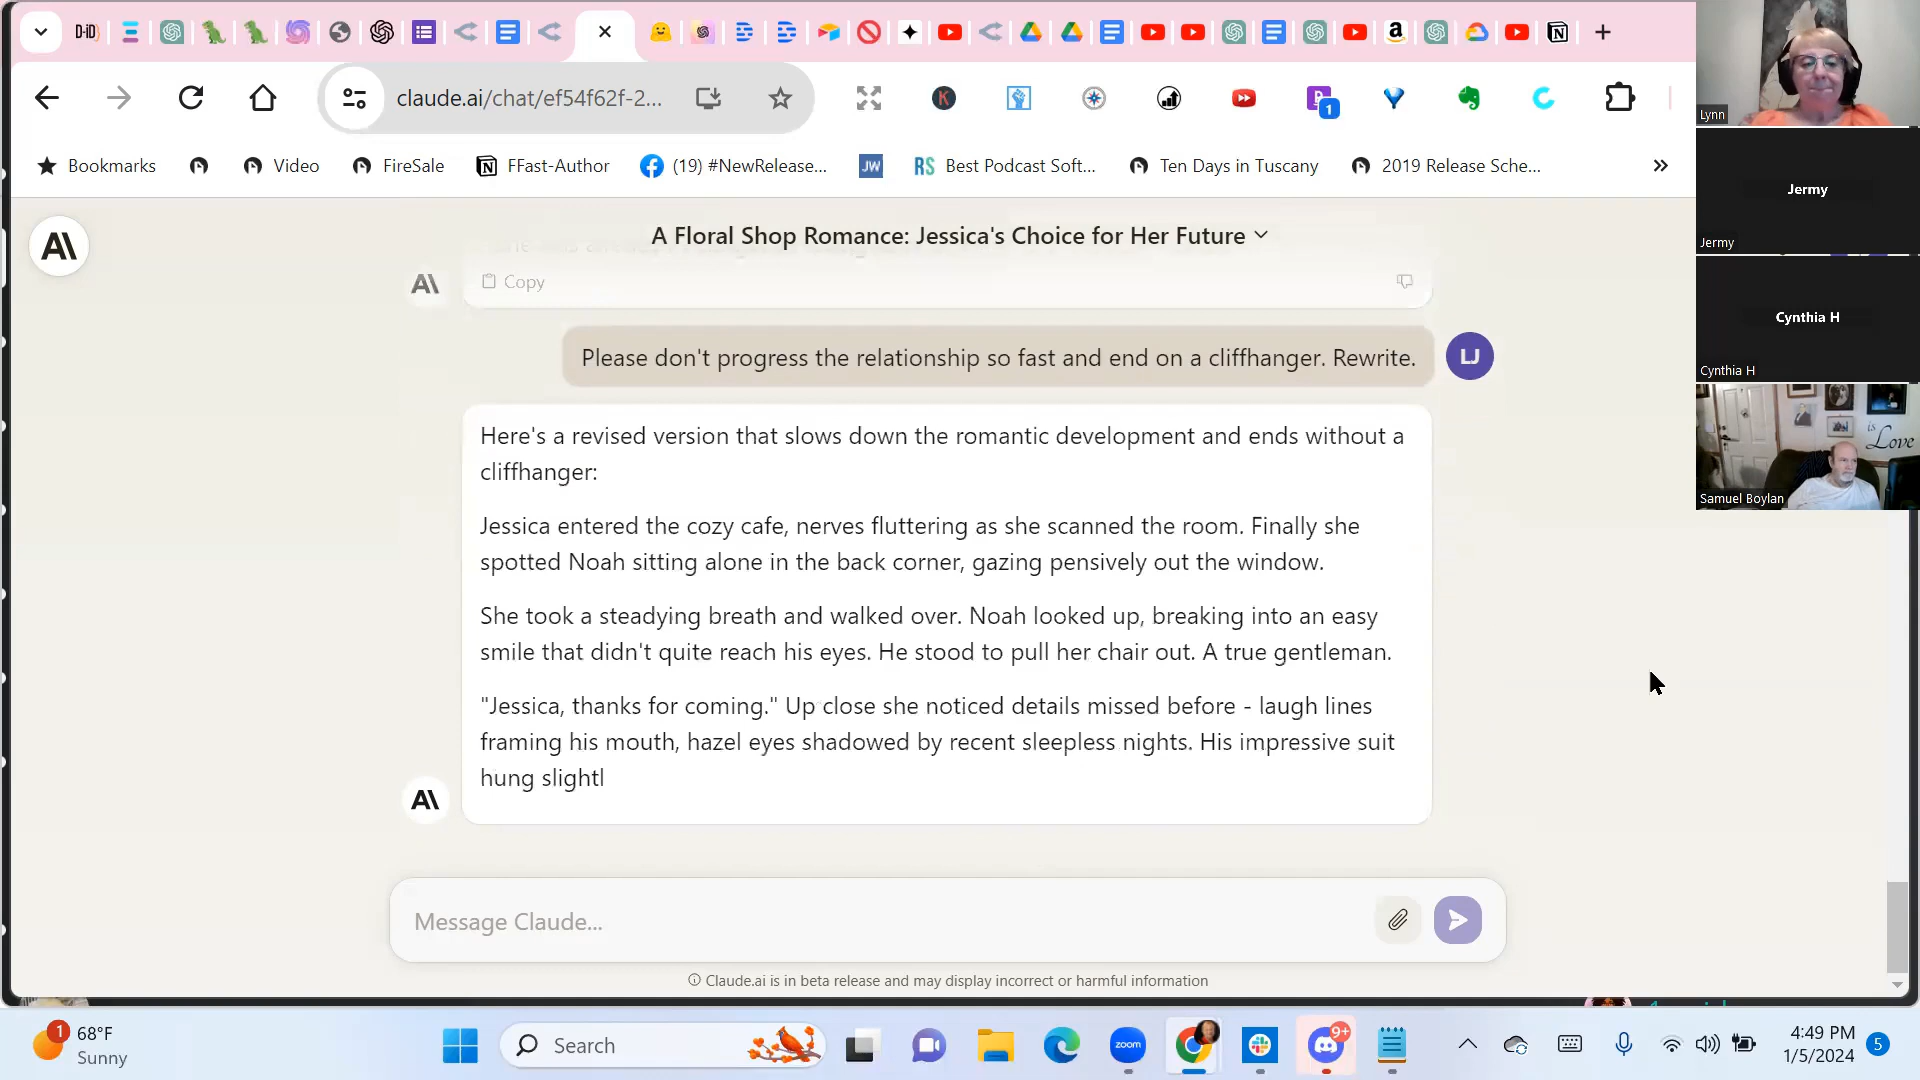 D-iD
claude.ai/chat/ef54f62f-2...
1
Bookmarks
Video
FireSale
FFast-Author
(19) #NewRelease...
JW
RS Best Podcast Soft...
Ten Days in Tuscany
2019 Release Sche...
A Floral Shop Romance: Jessica's Choice for Her Future
Copy
Please don't progress the relationship so fast and end on a cliffhanger. Rewrite.
LJ
Here's a revised version that slows down the romantic development and ends without a
cliffhanger:
Jessica entered the cozy cafe, nerves fluttering as she scanned the room. Finally she
spotted Noah sitting alone in the back corner, gazing pensively out the window.
She took a steadying breath and walked over. Noah looked up, breaking into an easy
smile that didn't quite reach his eyes. He stood to pull her chair out. A true gentleman.
"Jessica, thanks for coming." Up close she noticed details missed before - laugh lines
framing his mouth, hazel eyes shadowed by recent sleepless nights. His impressive suit
hung slightl
Message Claude...
Claude.ai is in beta release and may display incorrect or harmful information
Lynn
Jermy
Jermy
Cynthia H
Cynthia H
is
Love
Samuel Boylan
1
68°F
Sunny
Search
zoom
9+
4:49 PM
1/5/2024
5